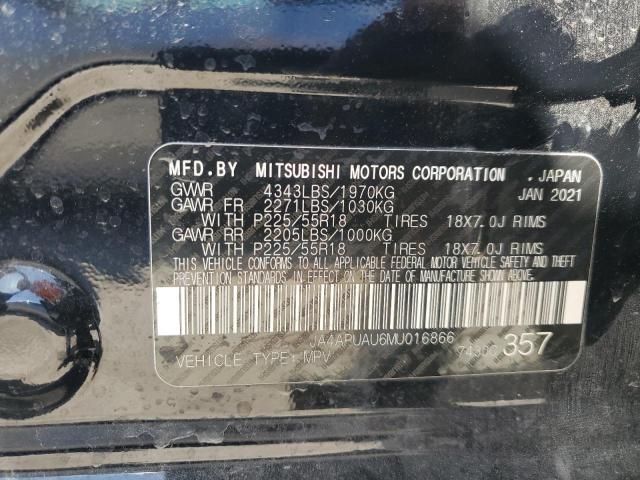 MFD.BY MITSUBISHI MOTORS CORPORATION . JAPAN
GVWR 4343LBS/1970KG JAN 2021
GAWR FR 2271LBS/1030KG
WITH P225/55R18 TIRES 18X7.0J RIMS
GAWR RR 2205LBS/1000KG
WITH P225/55R18 TIRES 18X7.0J RIMS
THIS VEHICLE CONFORMS TO ALL APPLICABLE FEDERAL MOTOR VEHICLE SAFETY AND THEFT
PREVENTION STANDARDS IN EFFECT ON THE DATE OF MANUFACTURE SHOWN ABOVE.
JA4APUAU6MU016866
VEHICLE TYPE: MPV 357